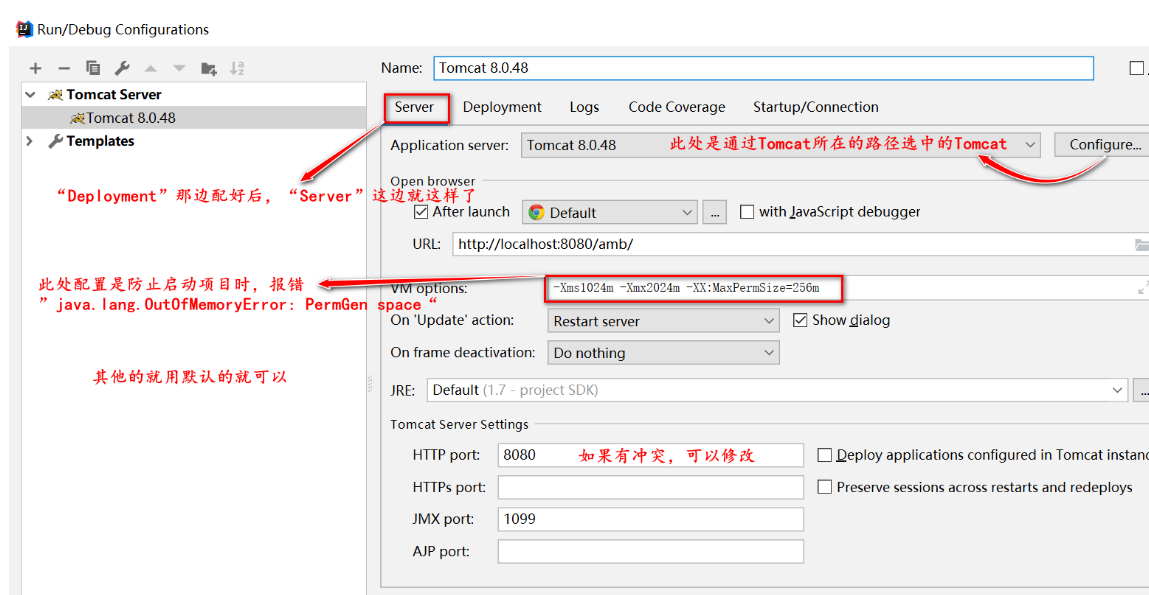 Run/Debug Configurations
Name: Tomcat 8.0.48
Tomcat Server
Tomcat 8.0.48
Templates
Server Deployment Logs Code Coverage Startup/Connection
Application server: Tomcat 8.0.48 此处是通过Tomcat所在的路径选中的Tomcat Configure...
Open browser
“Deployment”那边配好后，“Server”这边就这样了
After launch Default ... with JavaScript debugger
URL: http://localhost:8080/amb/
此处配置是防止启动项目时，报错
” java.lang.OutOfMemoryError: PermGen space “
VM options: -Xms1024m -Xmx2024m -XX:MaxPermSize=256m
On 'Update' action: Restart server Show dialog
On frame deactivation: Do nothing
其他的就用默认的就可以
JRE: Default (1.7 - project SDK) ...
Tomcat Server Settings
HTTP port: 8080 如果有冲突，可以修改 Deploy applications configured in Tomcat instanc
HTTPs port: Preserve sessions across restarts and redeploys
JMX port: 1099
AJP port: